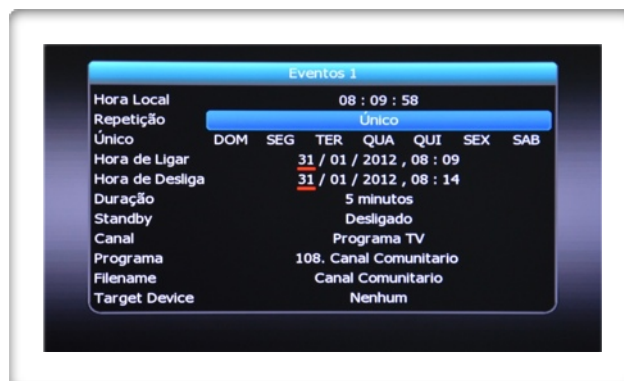 Eventos 1
Hora Local 08 : 09 : 58
Repetição Único
Único DOM SEG TER QUA QUI SEX SAB
Hora de Ligar 31 / 01 / 2012 , 08 : 09
Hora de Desliga 31 / 01 / 2012 , 08 : 14
Duração 5 minutos
Standby Desligado
Canal Programa TV
Programa 108. Canal Comunitario
Filename Canal Comunitario
Target Device Nenhum